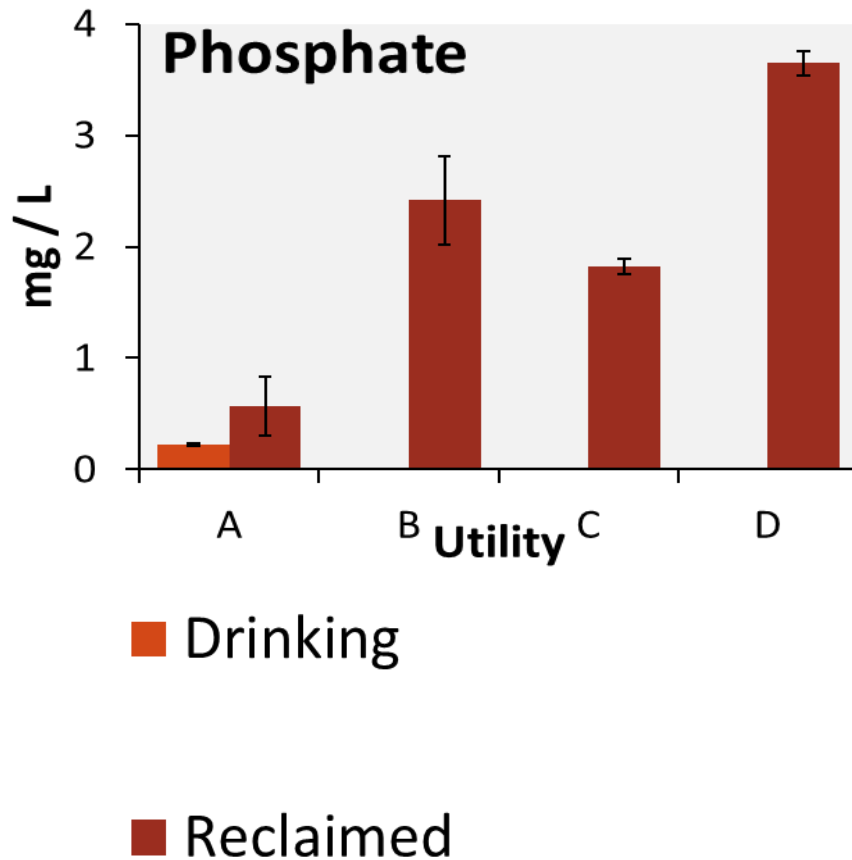 Phosphate
4
3
2
1
0
mg / L
A B C D
Utility
Drinking
Reclaimed